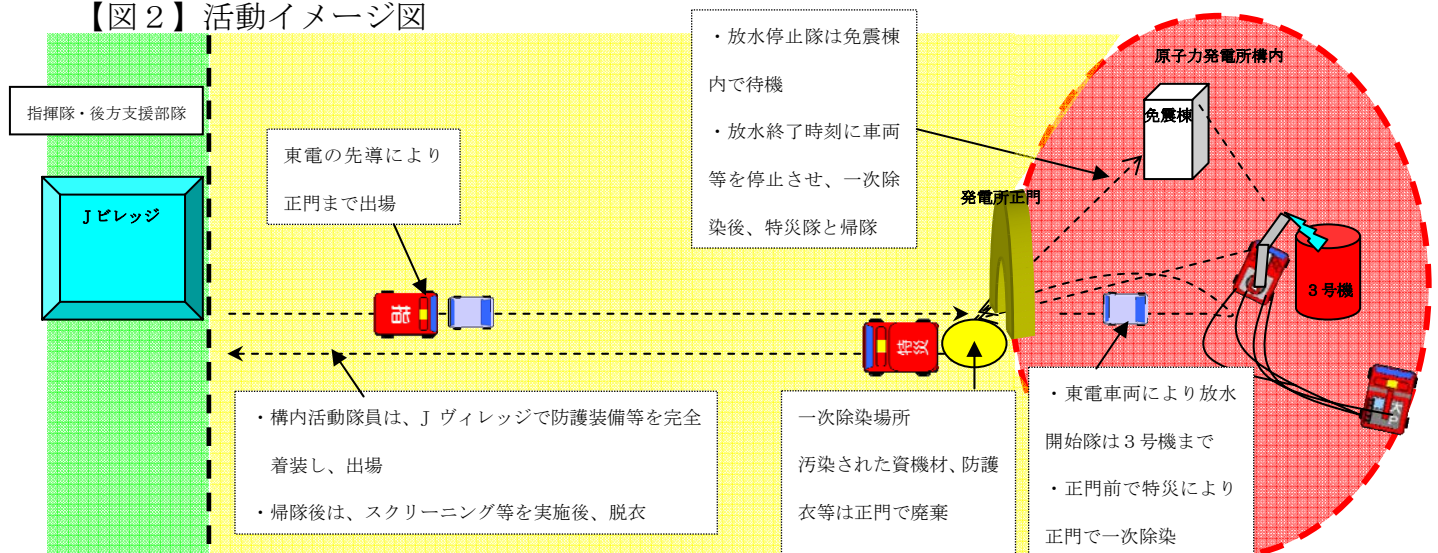 【図２】活動イメージ図
指揮隊・後方支援部隊
Ｊビレッジ
東電の先導により
正門まで出場
・放水停止隊は免震棟
内で待機
・放水終了時刻に車両
等を停止させ、一次除
染後、特災隊と帰隊
原子力発電所構内
免震棟
発電所正門
３号機
指
特災
・構内活動隊員は、J ヴィレッジで防護装備等を完全
着装し、出場
・帰隊後は、スクリーニング等を実施後、脱衣
一次除染場所
汚染された資機材、防護
衣等は正門で廃棄
・東電車両により放水
開始隊は３号機まで
・正門前で特災により
正門で一次除染